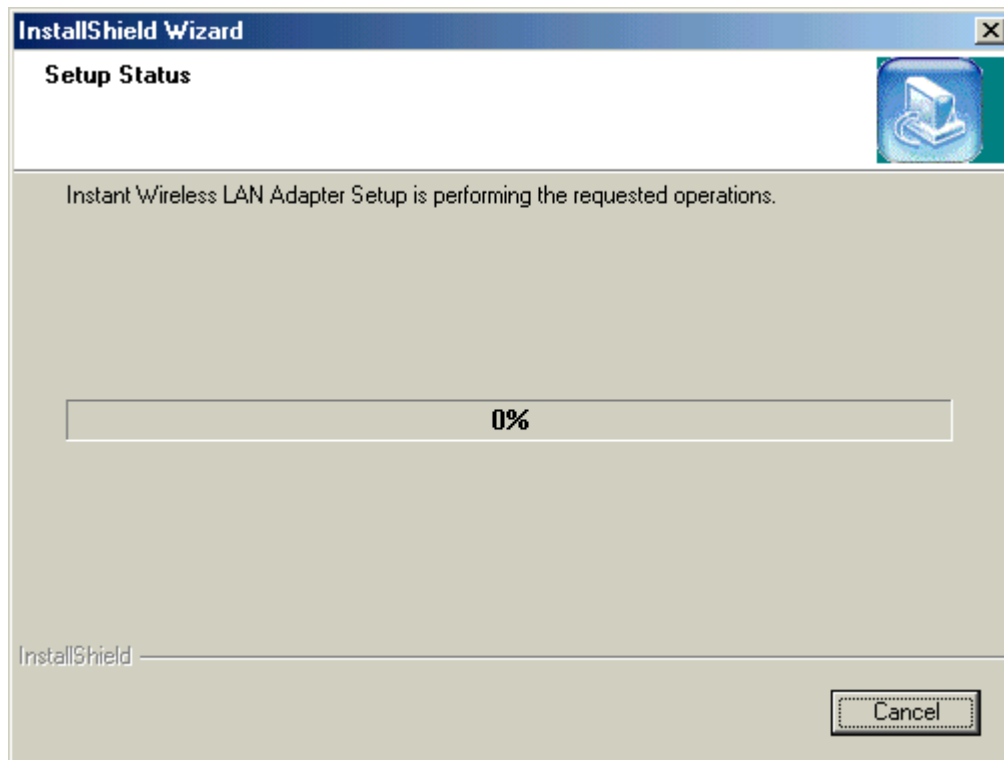 InstallShield Wizard
Setup Status
Instant Wireless LAN Adapter Setup is performing the requested operations.
0%
InstallShield
Cancel